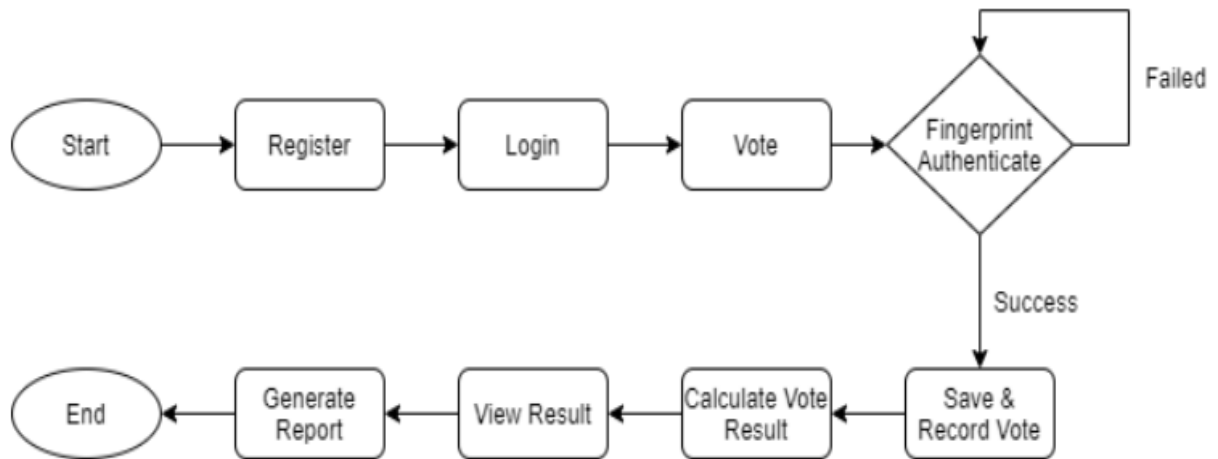 Start
Register
Login
Vote
Fingerprint
Authenticate
Failed
Success
End
Generate
Report
View Result
Calculate Vote
Result
Save &
Record Vote